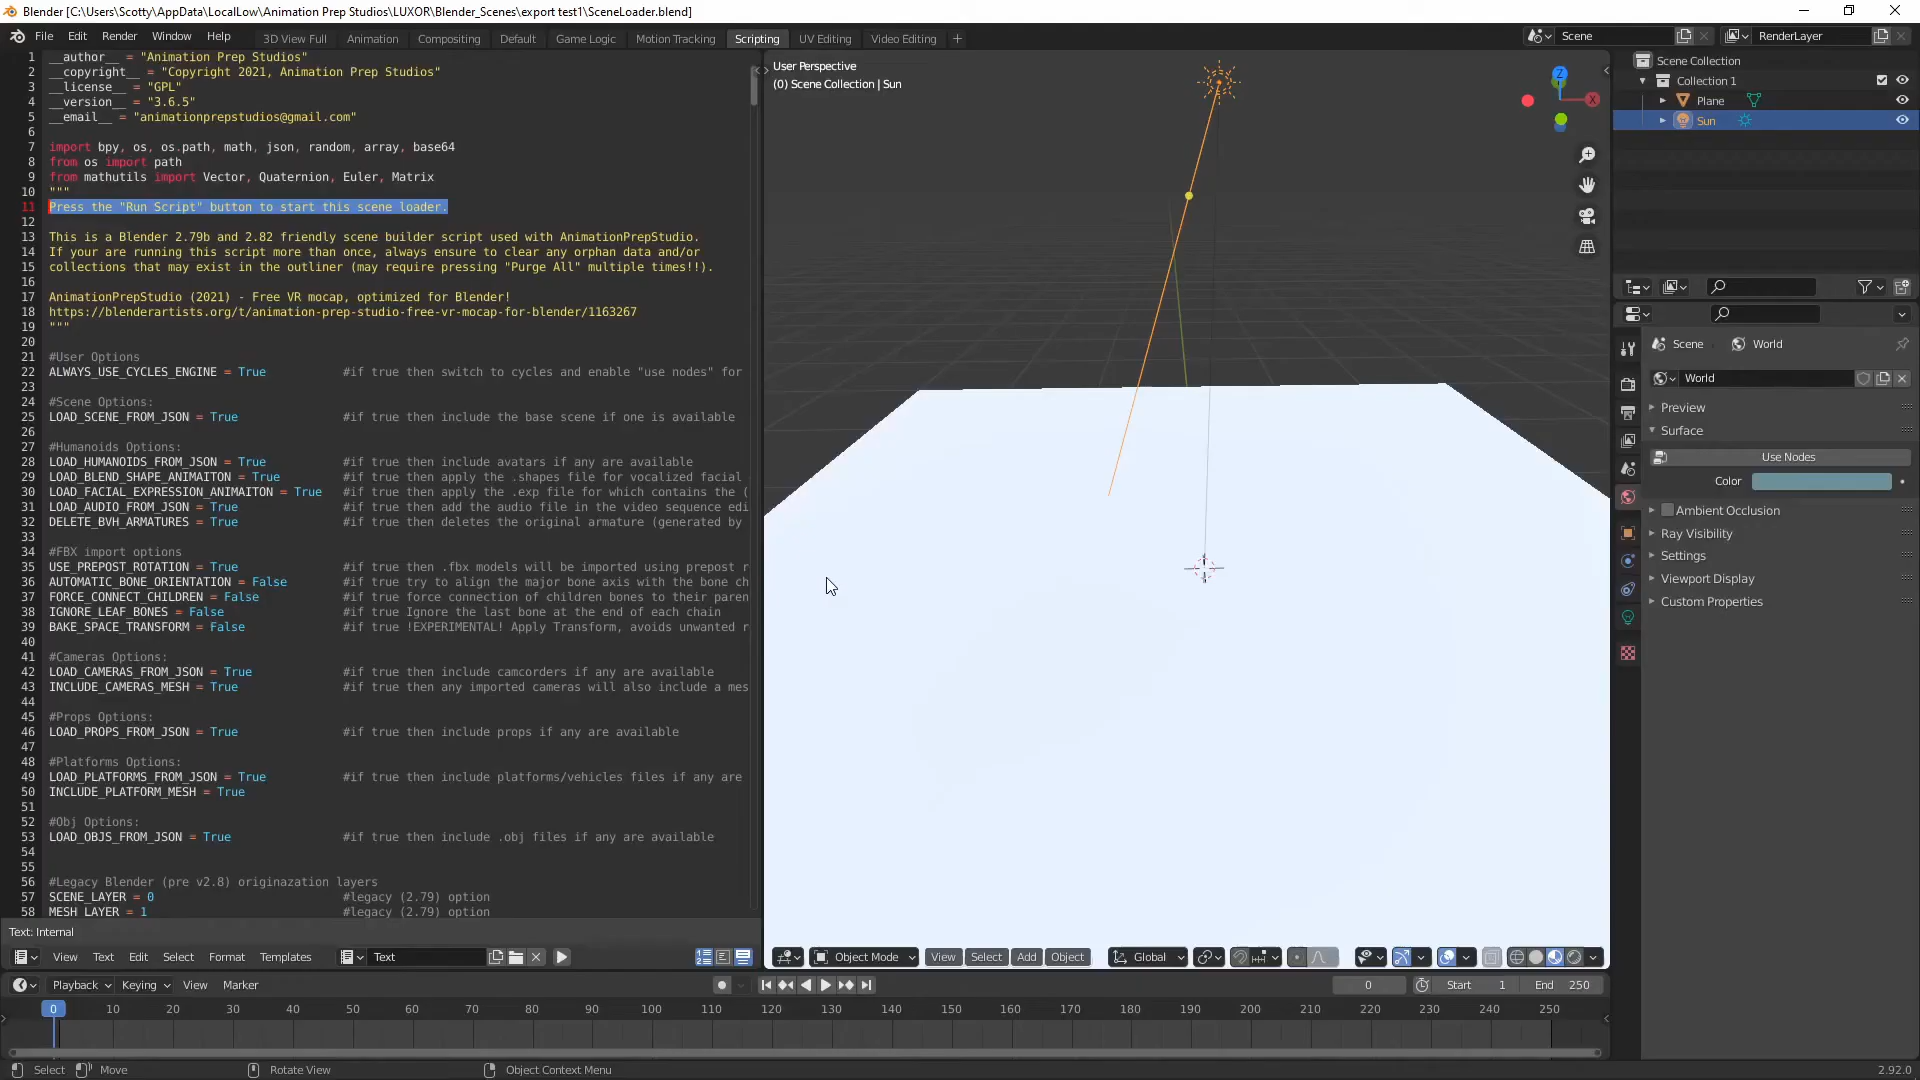 Blender [C:\Users\Scotty\AppData\LocalLow\Animation Prep Studios\LUXOR\Blender_Scenes\export test1\SceneLoader.blend]
File Edit Render Window Help 3D View Full Animation Compositing Default Game Logic Motion Tracking Scripting UV Editing Video Editing + Scene RenderLayer
1 __author__ = "Animation Prep Studios"
2 __copyright__ = "Copyright 2021, Animation Prep Studios"
3 __license__ = "GPL"
4 __version__ = "3.6.5"
5 __email__ = "animationprepstudios@gmail.com"
6
7 import bpy, os, os.path, math, json, random, array, base64
8 from os import path
9 from mathutils import Vector, Quaternion, Euler, Matrix
10 """
11 Press the "Run Script" button to start this scene loader.
12
13 This is a Blender 2.79b and 2.82 friendly scene builder script used with AnimationPrepStudio.
14 If your are running this script more than once, always ensure to clear any orphan data and/or
15 collections that may exist in the outliner (may require pressing "Purge All" multiple times!!).
16
17 AnimationPrepStudio (2021) - Free VR mocap, optimized for Blender!
18 https://blenderartists.org/t/animation-prep-studio-free-vr-mocap-for-blender/1163267
19 """
20
21 #User Options
22 ALWAYS_USE_CYCLES_ENGINE = True #if true then switch to cycles and enable "use nodes" for
23
24 #Scene Options:
25 LOAD_SCENE_FROM_JSON = True #if true then include the base scene if one is available
26
27 #Humanoids Options:
28 LOAD_HUMANOIDS_FROM_JSON = True #if true then include avatars if any are available
29 LOAD_BLEND_SHAPE_ANIMAITON = True #if true then apply the .shapes file for vocalized facial
30 LOAD_FACIAL_EXPRESSION_ANIMAITON = True #if true then apply the .exp file for which contains the (
31 LOAD_AUDIO_FROM_JSON = True #if true then add the audio file in the video sequence edi
32 DELETE_BVH_ARMATURES = True #if true then deletes the original armature (generated by
33
34 #FBX import options
35 USE_PREPOST_ROTATION = True #if true then .fbx models will be imported using prepost r
36 AUTOMATIC_BONE_ORIENTATION = False #if true try to align the major bone axis with the bone ch
37 FORCE_CONNECT_CHILDREN = False #if true force connection of children bones to their paren
38 IGNORE_LEAF_BONES = False #if true Ignore the last bone at the end of each chain
39 BAKE_SPACE_TRANSFORM = False #if true !EXPERIMENTAL! Apply Transform, avoids unwanted r
40
41 #Cameras Options:
42 LOAD_CAMERAS_FROM_JSON = True #if true then include camcorders if any are available
43 INCLUDE_CAMERAS_MESH = True #if true then any imported cameras will also include a mes
44
45 #Props Options:
46 LOAD_PROPS_FROM_JSON = True #if true then include props if any are available
47
48 #Platforms Options:
49 LOAD_PLATFORMS_FROM_JSON = True #if true then include platforms/vehicles files if any are
50 INCLUDE_PLATFORM_MESH = True
51
52 #Obj Options:
53 LOAD_OBJS_FROM_JSON = True #if true then include .obj files if any are available
54
55
56 #Legacy Blender (pre v2.8) originazation layers
57 SCENE_LAYER = 0 #legacy (2.79) option
58 MESH_LAYER = 1 #legacy (2.79) option
Text: Internal
View Text Edit Select Format Templates Text
User Perspective
(0) Scene Collection | Sun
Z
X
Object Mode View Select Add Object Global
Scene Collection
Collection 1
Plane
Sun
Scene World
World
Preview
Surface
Use Nodes
Color
Ambient Occlusion
Ray Visibility
Settings
Viewport Display
Custom Properties
Playback Keying View Marker 0 Start 1 End 250
0 10 20 30 40 50 60 70 80 90 100 110 120 130 140 150 160 170 180 190 200 210 220 230 240 250
Select Move Rotate View Object Context Menu 2.92.0